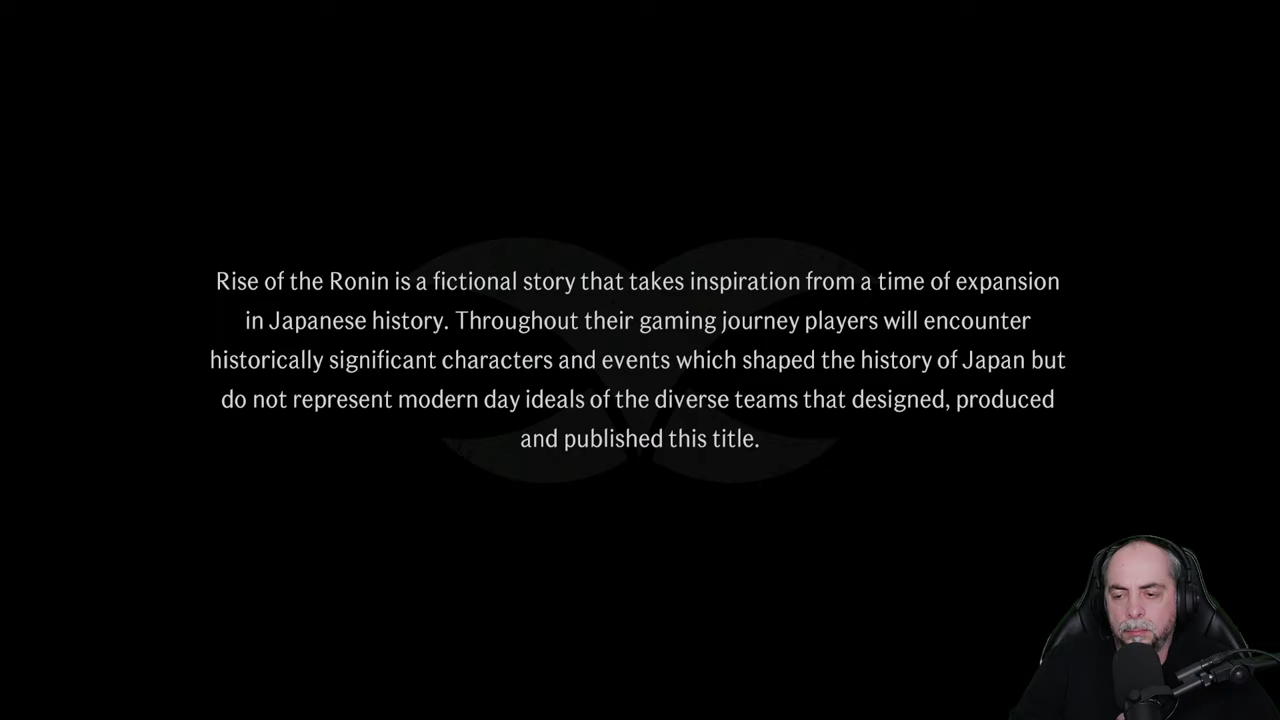 Rise of the Ronin is a fictional story that takes inspiration from a time of expansion
in Japanese history. Throughout their gaming journey players will encounter
historically significant characters and events which shaped the history of Japan but
do not represent modern day ideals of the diverse teams that designed, produced
and published this title.